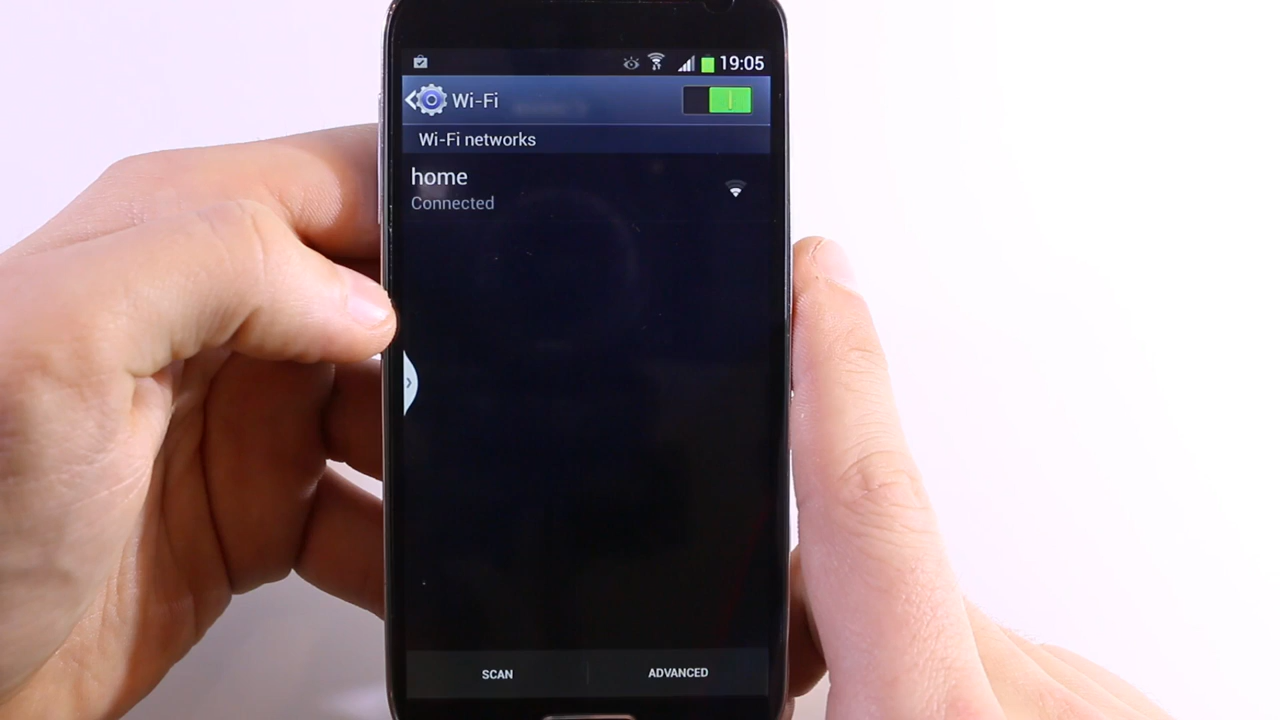 19:05
Wi-Fi
Wi-Fi networks
home
Connected
SCAN
ADVANCED